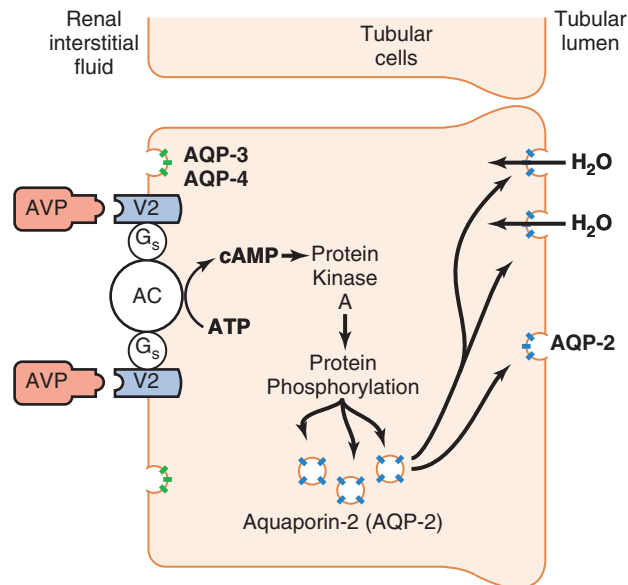 Renal
interstitial
fluid
Tubular
cells
Tubular
lumen
AQP-3
AQP-4
H₂O
AVP
V2
Gs
cAMP
Protein
Kinase
A
H₂O
AC
ATP
Gs
AVP
V2
Protein
Phosphorylation
AQP-2
Aquaporin-2 (AQP-2)